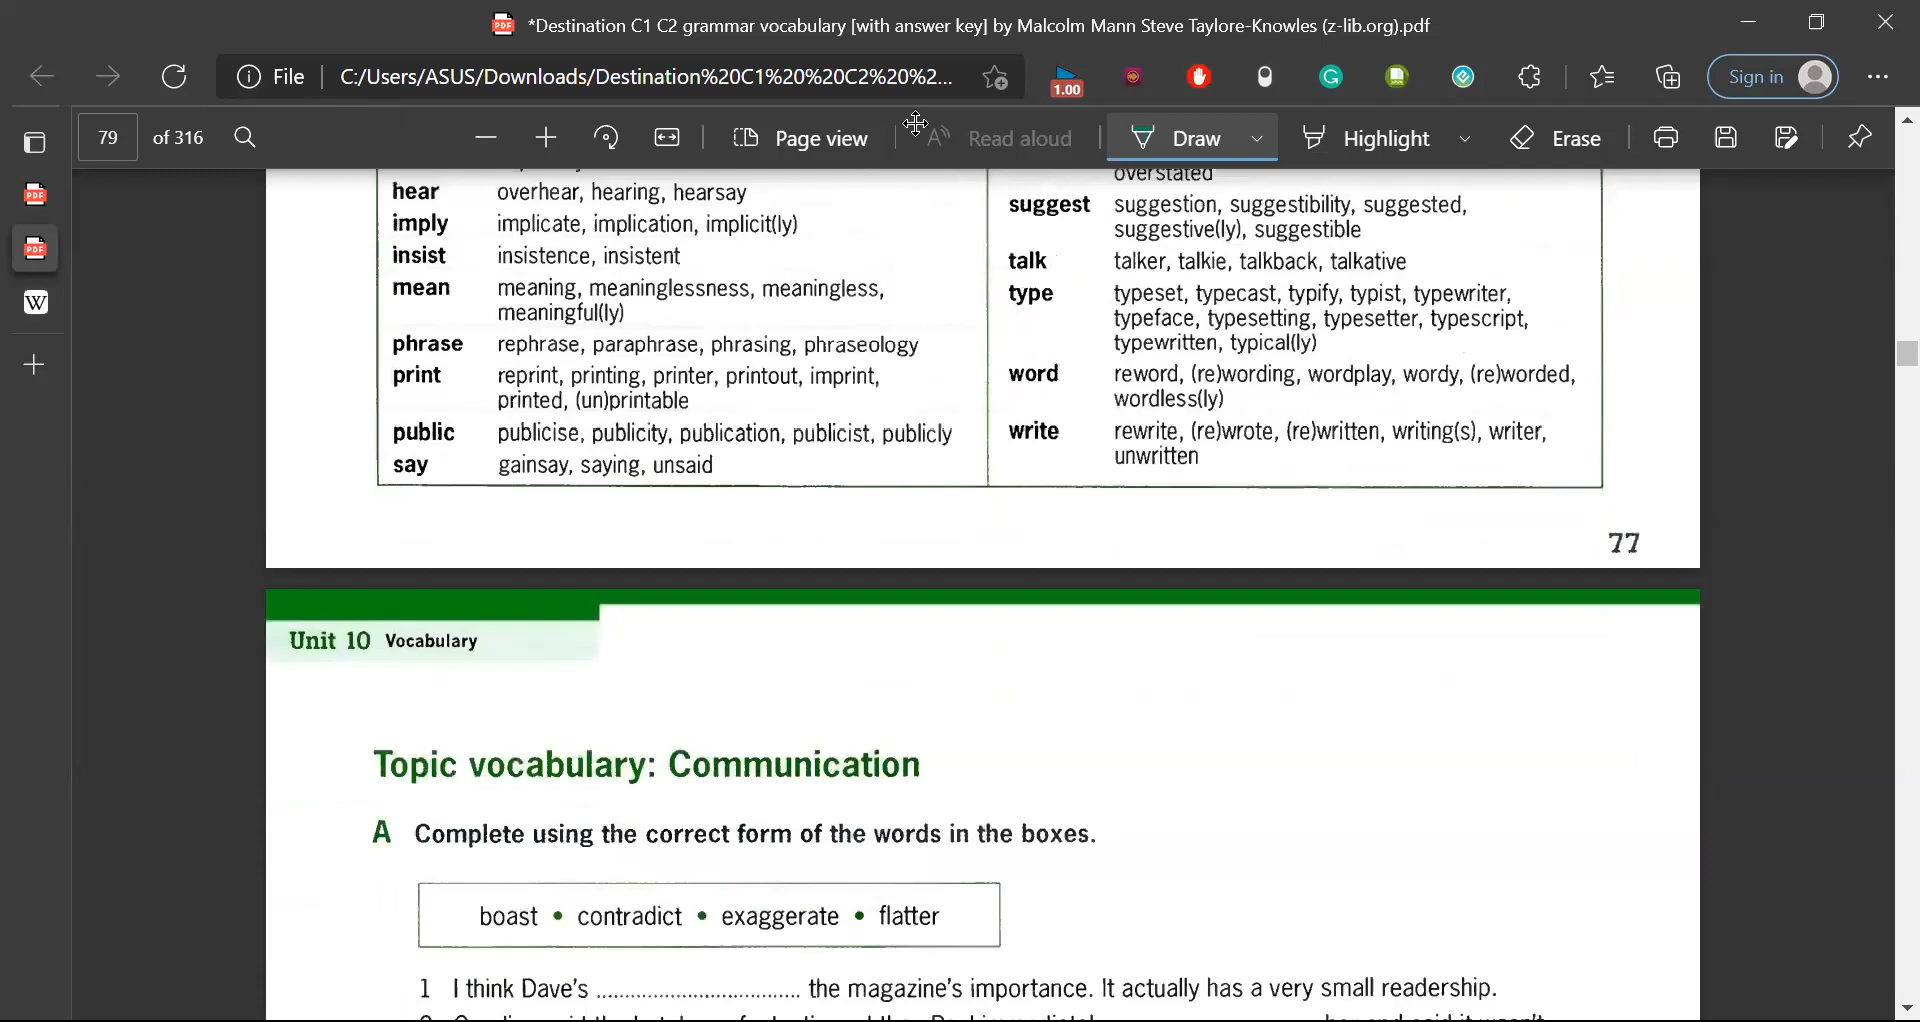 *Destination C1 C2 grammar vocabulary [with answer key] by Malcolm Mann Steve Taylore-Knowles (z-lib.org).pdf
File
C:/Users/ASUS/Downloads/Destination%20C1%20%20C2%20%2...
1.00
Sign in
79
of 316
Page view
Read aloud
Draw
Highlight
Erase
hear overhear, hearing, hearsay
imply implicate, implication, implicit(ly)
insist insistence, insistent
mean meaning, meaninglessness, meaningless,
meaningful(ly)
phrase rephrase, paraphrase, phrasing, phraseology
print reprint, printing, printer, printout, imprint,
printed, (un)printable
public publicise, publicity, publication, publicist, publicly
say gainsay, saying, unsaid
overstated
suggest suggestion, suggestibility, suggested,
suggestive(ly), suggestible
talk talker, talkie, talkback, talkative
type typeset, typecast, typify, typist, typewriter,
typeface, typesetting, typesetter, typescript,
typewritten, typical(ly)
word reword, (re)wording, wordplay, wordy, (re)worded,
wordless(ly)
write rewrite, (re)wrote, (re)written, writing(s), writer,
unwritten
77
Unit 10 Vocabulary
Topic vocabulary: Communication
A Complete using the correct form of the words in the boxes.
boast • contradict • exaggerate • flatter
1 I think Dave's .................................. the magazine's importance. It actually has a very small readership.